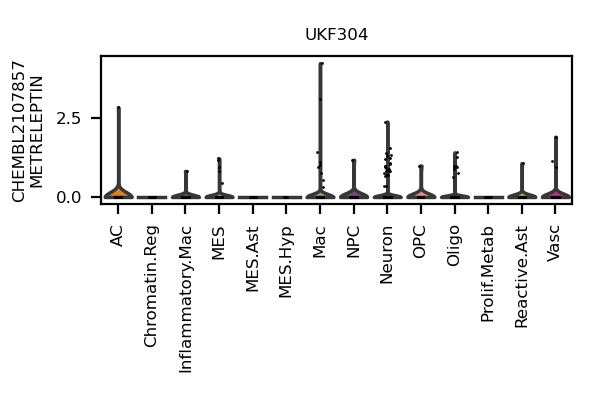 UKF304
CHEMBL2107857
METRELEPTIN
2.5
0.0
AC
Chromatin.Reg
Inflammatory.Mac
MES
MES.Ast
MES.Hyp
Mac
NPC
Neuron
OPC
Oligo
Prolif.Metab
Reactive.Ast
Vasc